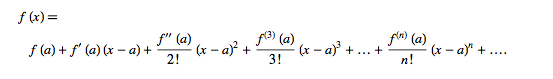 f (x) =
f (a) + f′ (a) (x − a) + f″ (a)/2! (x − a)² + f⁽³⁾ (a)/3! (x − a)³ + … + f⁽ⁿ⁾ (a)/n! (x − a)ⁿ + ….